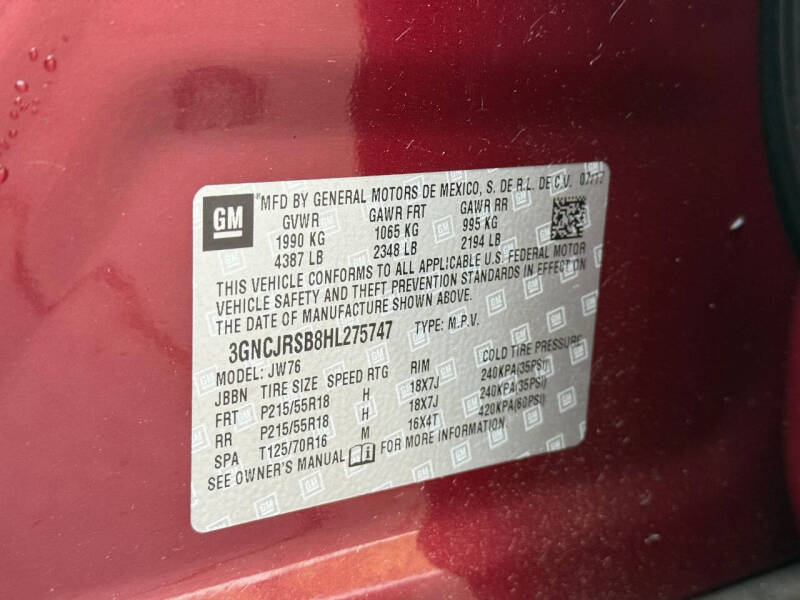 GM
® MFD BY GENERAL MOTORS DE MEXICO, S. DE R.L. DE C.V. 07/17
GVWR GAWR FRT GAWR RR
1990 KG 1065 KG 995 KG
4387 LB 2348 LB 2194 LB
THIS VEHICLE CONFORMS TO ALL APPLICABLE U.S. FEDERAL MOTOR
VEHICLE SAFETY AND THEFT PREVENTION STANDARDS IN EFFECT ON
THE DATE OF MANUFACTURE SHOWN ABOVE.
3GNCJRSB8HL275747 TYPE: M.P.V.
MODEL: JW76
JBBN TIRE SIZE SPEED RTG RIM COLD TIRE PRESSURE
FRT P215/55R18 H 18X7J 240KPA(35PSI)
RR P215/55R18 H 18X7J 240KPA(35PSI)
SPA T125/70R16 M 16X4T 420KPA(60PSI)
SEE OWNER'S MANUAL i FOR MORE INFORMATION.